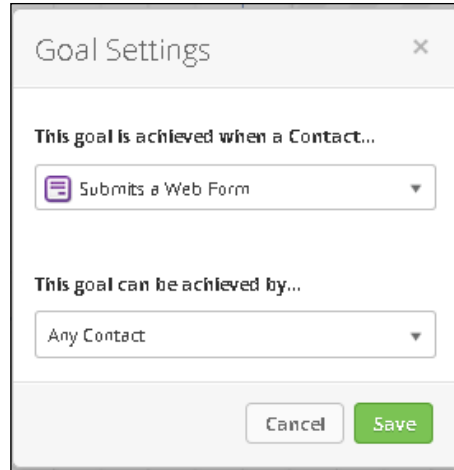 Goal Settings
This goal is achieved when a Contact...
Submits a Web Form
This goal can be achieved by...
Any Contact
Cancel Save